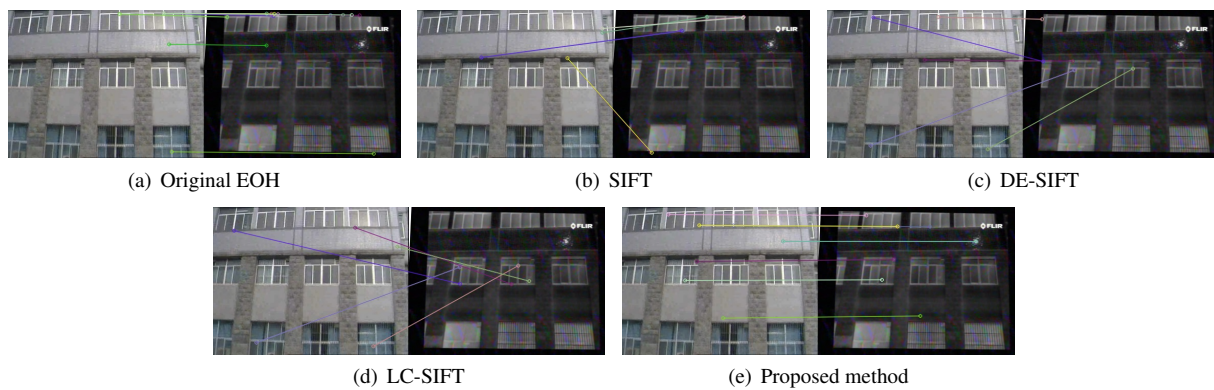 FLIR
FLIR
FLIR
(a) Original EOH
(b) SIFT
(c) DE-SIFT
FLIR
FLIR
(d) LC-SIFT
(e) Proposed method